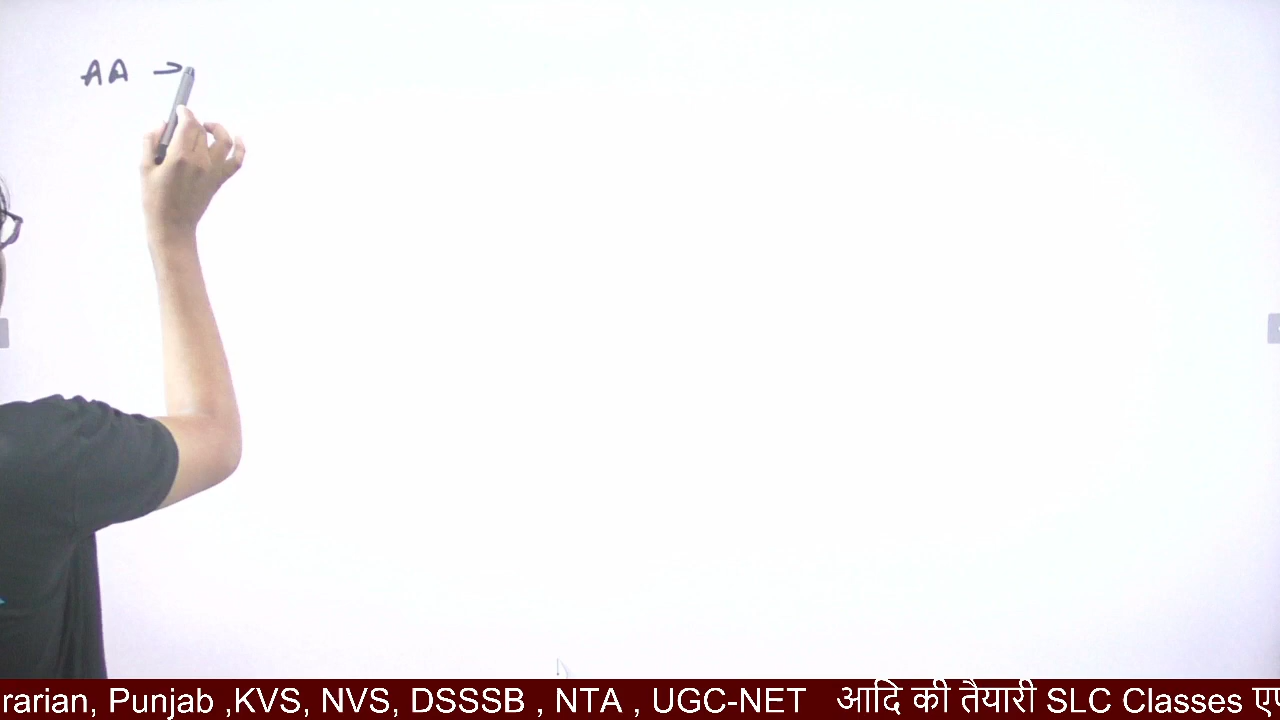 AA →
rarian, Punjab ,KVS, NVS, DSSSB , NTA , UGC-NET आदि की तैयारी SLC Classes